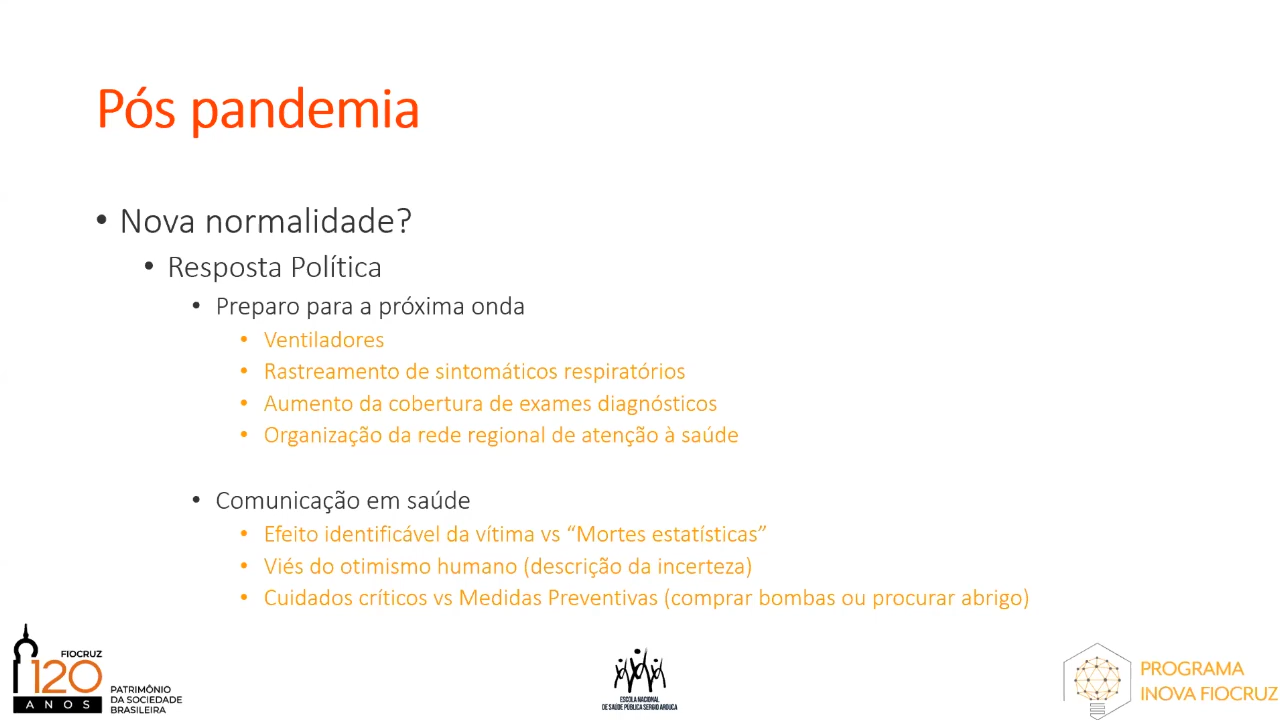 Pós pandemia
• Nova normalidade?
• Resposta Política
• Preparo para a próxima onda
• Ventiladores
• Rastreamento de sintomáticos respiratórios
• Aumento da cobertura de exames diagnósticos
• Organização da rede regional de atenção à saúde
• Comunicação em saúde
• Efeito identificável da vítima vs “Mortes estatísticas”
• Viés do otimismo humano (descrição da incerteza)
• Cuidados críticos vs Medidas Preventivas (comprar bombas ou procurar abrigo)
FIOCRUZ
120
ANOS
PATRIMÔNIO
DA SOCIEDADE
BRASILEIRA
ESCOLA NACIONAL
DE SAÚDE PÚBLICA SERGIO AROUCA
PROGRAMA
INOVA FIOCRUZ